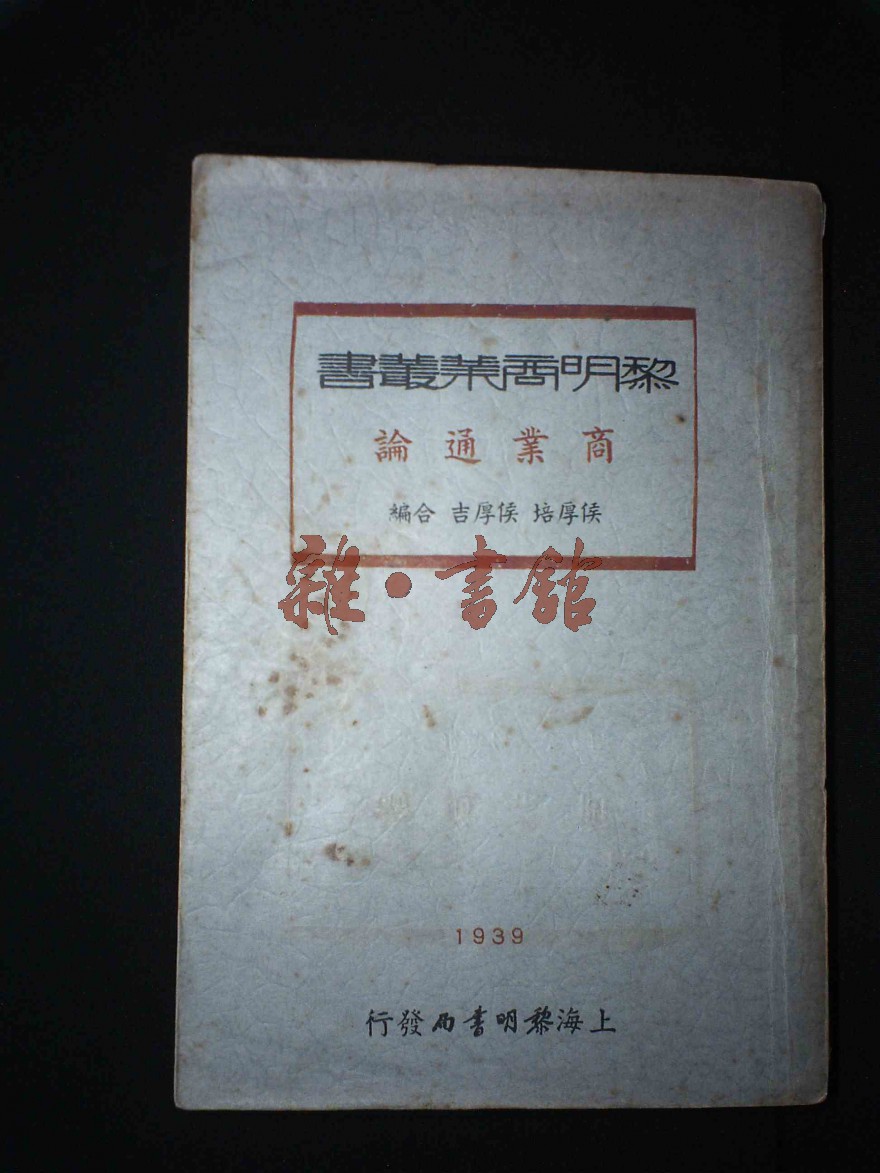 黎明商業叢書
商業通論
侯厚培 侯厚吉 合編
雜·書館
1939
上海黎明書局發行